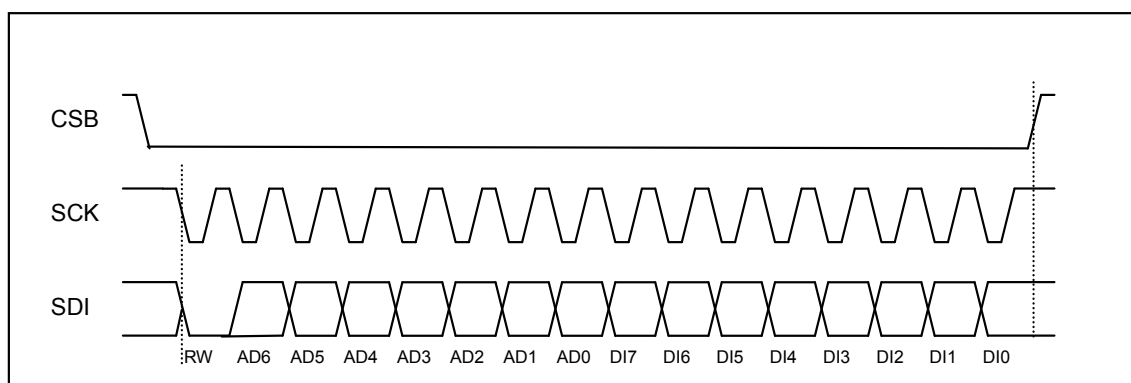 CSB
SCK
SDI
RW AD6 AD5 AD4 AD3 AD2 AD1 AD0 DI7 DI6 DI5 DI4 DI3 DI2 DI1 DI0